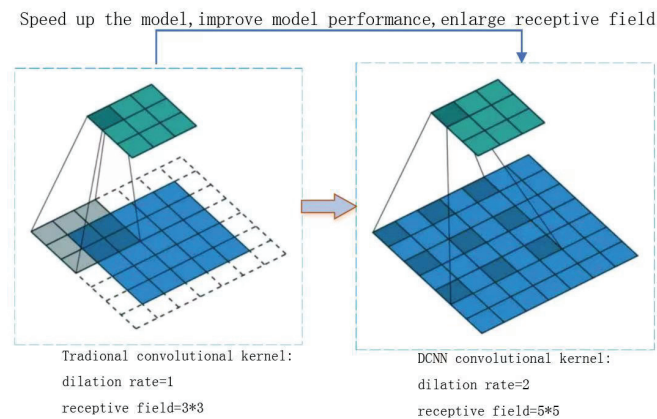 Speed up the model,improve model performance,enlarge receptive field
Tradional convolutional kernel:
dilation rate=1
receptive field=3*3
DCNN convolutional kernel:
dilation rate=2
receptive field=5*5